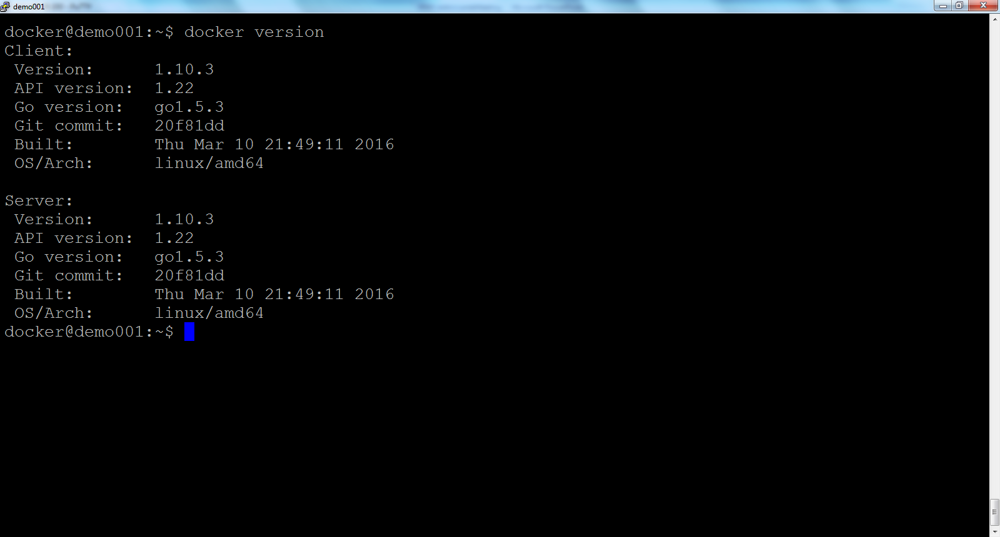 demo001
docker@demo001:~$ docker version
Client:
 Version:      1.10.3
 API version:  1.22
 Go version:   go1.5.3
 Git commit:   20f81dd
 Built:        Thu Mar 10 21:49:11 2016
 OS/Arch:      linux/amd64

Server:
 Version:      1.10.3
 API version:  1.22
 Go version:   go1.5.3
 Git commit:   20f81dd
 Built:        Thu Mar 10 21:49:11 2016
 OS/Arch:      linux/amd64
docker@demo001:~$